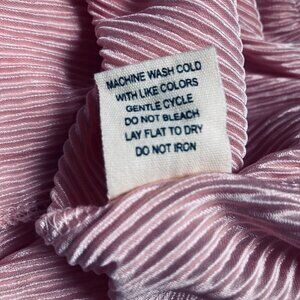 MACHINE WASH COLD
WITH LIKE COLORS
GENTLE CYCLE
DO NOT BLEACH
LAY FLAT TO DRY
DO NOT IRON